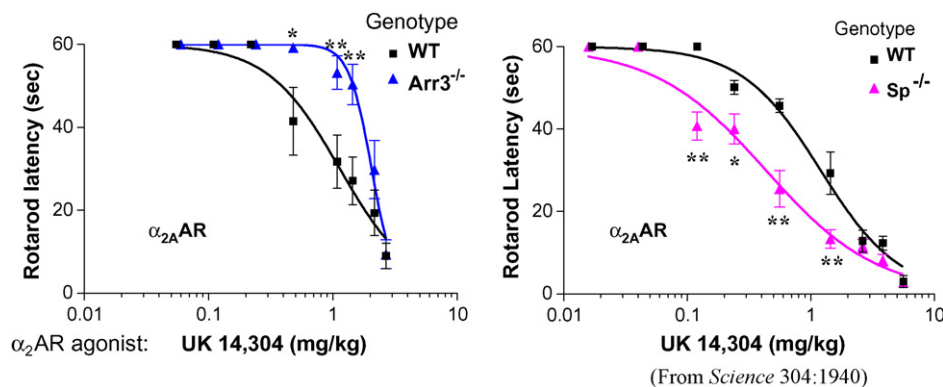 Genotype
WT
Arr3-/-
* ** **
Rotarod latency (sec)
60
40
20
0
α2AAR
0.01 0.1 1 10
α2AR agonist: UK 14,304 (mg/kg)
Genotype
WT
Sp -/-
Rotarod Latency (sec)
60
40
20
0
** * ** **
α2AAR
0.01 0.1 1 10
UK 14,304 (mg/kg)
(From Science 304:1940)